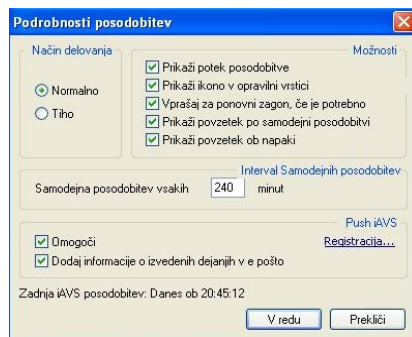 Podrobnosti posodobitev
Način delovanja
Normalno
Tiho
Možnosti
Prikaži potek posodobitve
Prikaži ikono v opravilni vrstici
Vprašaj za ponovni zagon, če je potrebno
Prikaži povzetek po samodejni posodobitvi
Prikaži povzetek ob napaki
Interval Samodejnih posodobitev
Samodejna posodobitev vsakih 240 minut
Push iAVS
Omogoči
Registracija...
Dodaj informacije o izvedenih dejanjih v e pošto
Zadnja iAVS posodobitev: Danes ob 20:45:12
V redu
Prekliči